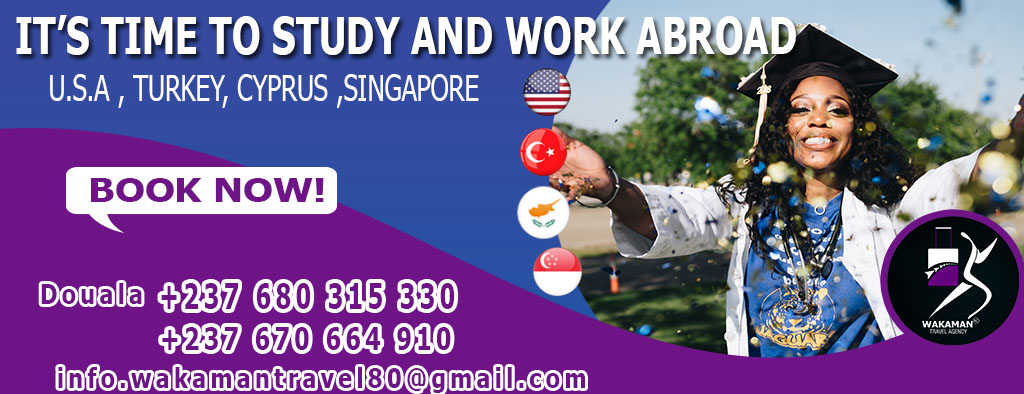 IT'S TIME TO STUDY AND WORK ABROAD
U.S.A , TURKEY, CYPRUS ,SINGAPORE
BOOK NOW!
Douala +237 680 315 330
+237 670 664 910
info.wakamantravel80@gmail.com
WAKAMAN
TRAVEL AGENCY